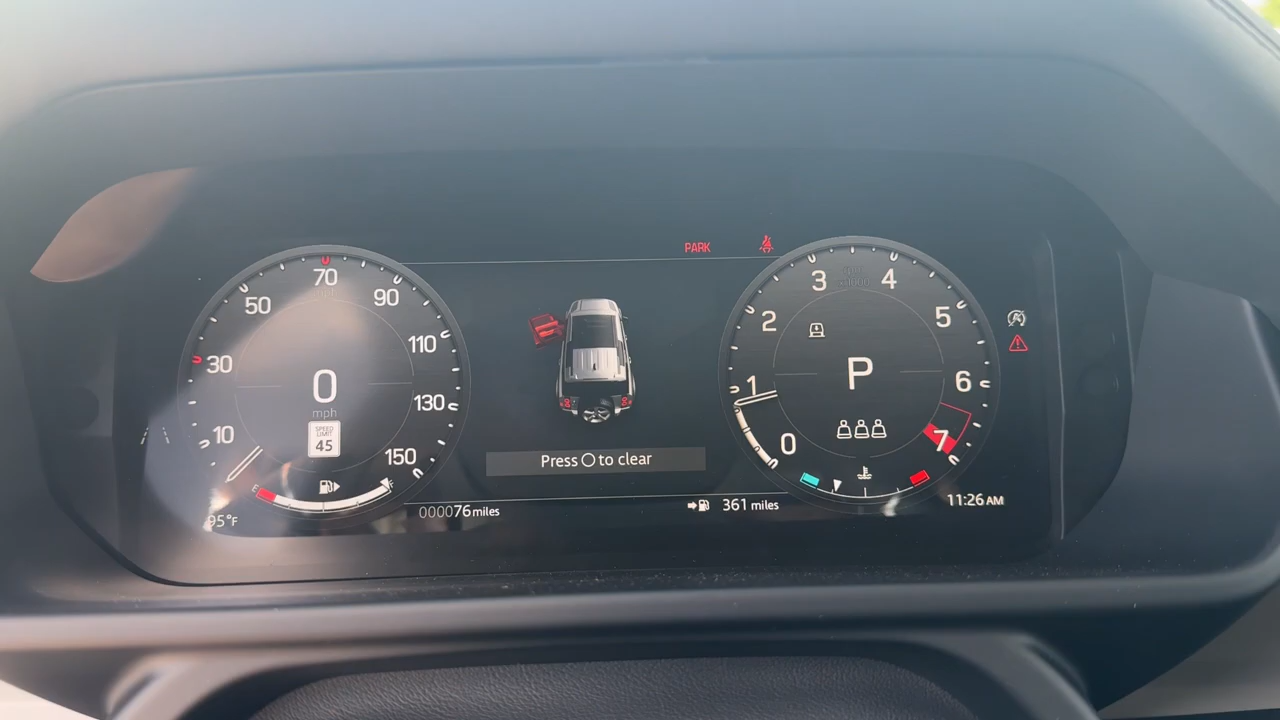 PARK
70
50
90
30
110
0
mph
130
SPEED
LIMIT
45
10
150
E
F
95°F
000076 miles
Press to clear
361 miles
3
4
x1000
2
5
1
P
6
0
7
11:26 AM